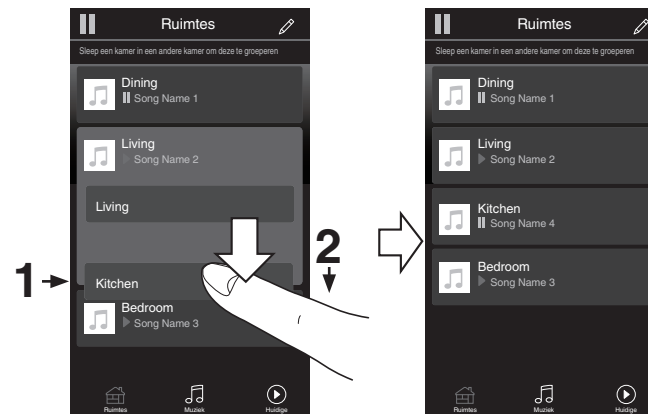 Ruimtes
Sleep een kamer in een andere kamer om deze te groeperen
Dining
Song Name 1
Living
Song Name 2
Living
Kitchen
Bedroom
Song Name 3
Ruimtes Muziek Huidige
1
2
Ruimtes
Sleep een kamer in een andere kamer om deze te groeperen
Dining
Song Name 1
Living
Song Name 2
Kitchen
Song Name 4
Bedroom
Song Name 3
Ruimtes Muziek Huidige